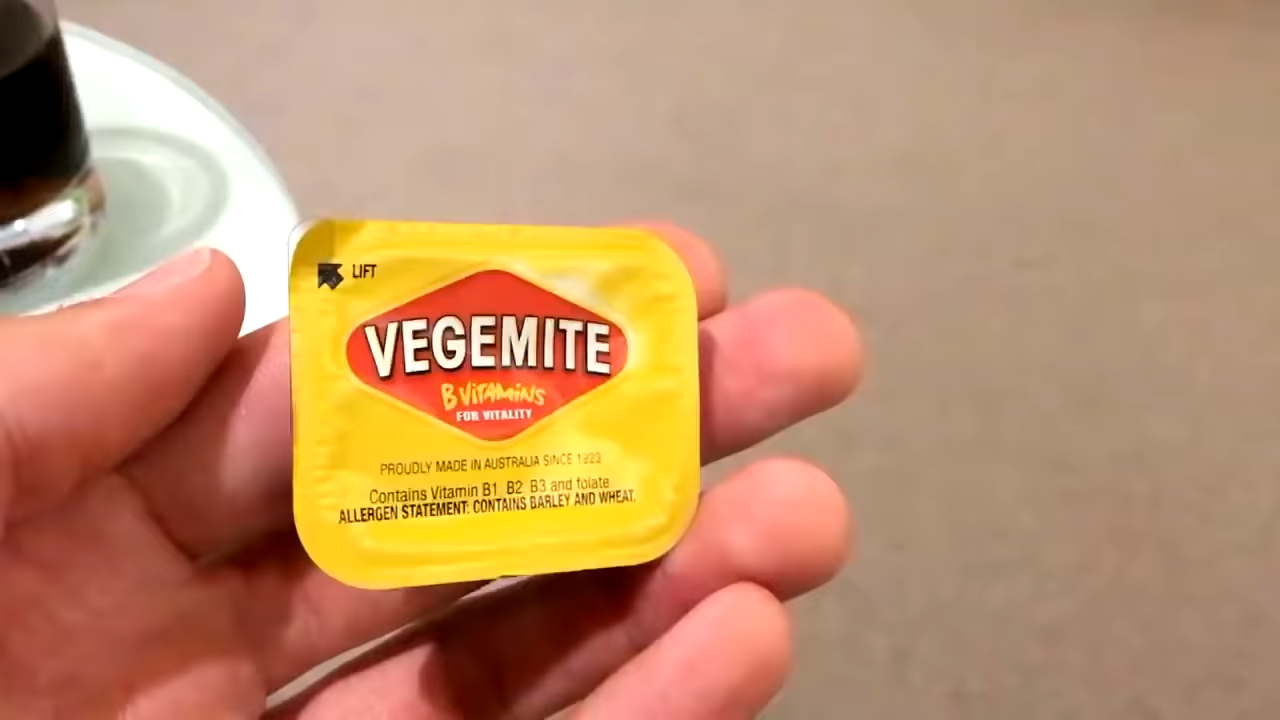 LIFT
VEGEMITE
B VITAMINS
FOR VITALITY
PROUDLY MADE IN AUSTRALIA SINCE 1923
Contains Vitamin B1 B2 B3 and folate
ALLERGEN STATEMENT: CONTAINS BARLEY AND WHEAT.